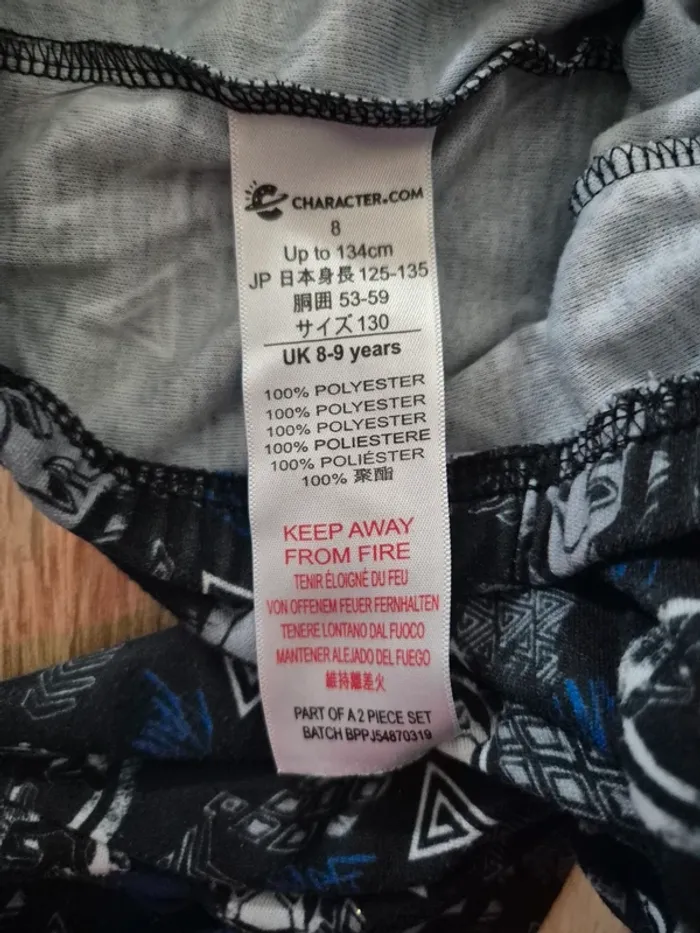 CHARACTER.COM
8
Up to 134cm
JP 日本身長 125-135
胴囲 53-59
サイズ 130
UK 8-9 years
100% POLYESTER
100% POLYESTER
100% POLYESTER
100% POLIESTERE
100% POLIÉSTER
100% 聚酯
KEEP AWAY
FROM FIRE
TENIR ÉLOIGNÉ DU FEU
VON OFFENEM FEUER FERNHALTEN
TENERE LONTANO DAL FUOCO
MANTENER ALEJADO DEL FUEGO
維持離差火
PART OF A 2 PIECE SET
BATCH BPPJ54870319